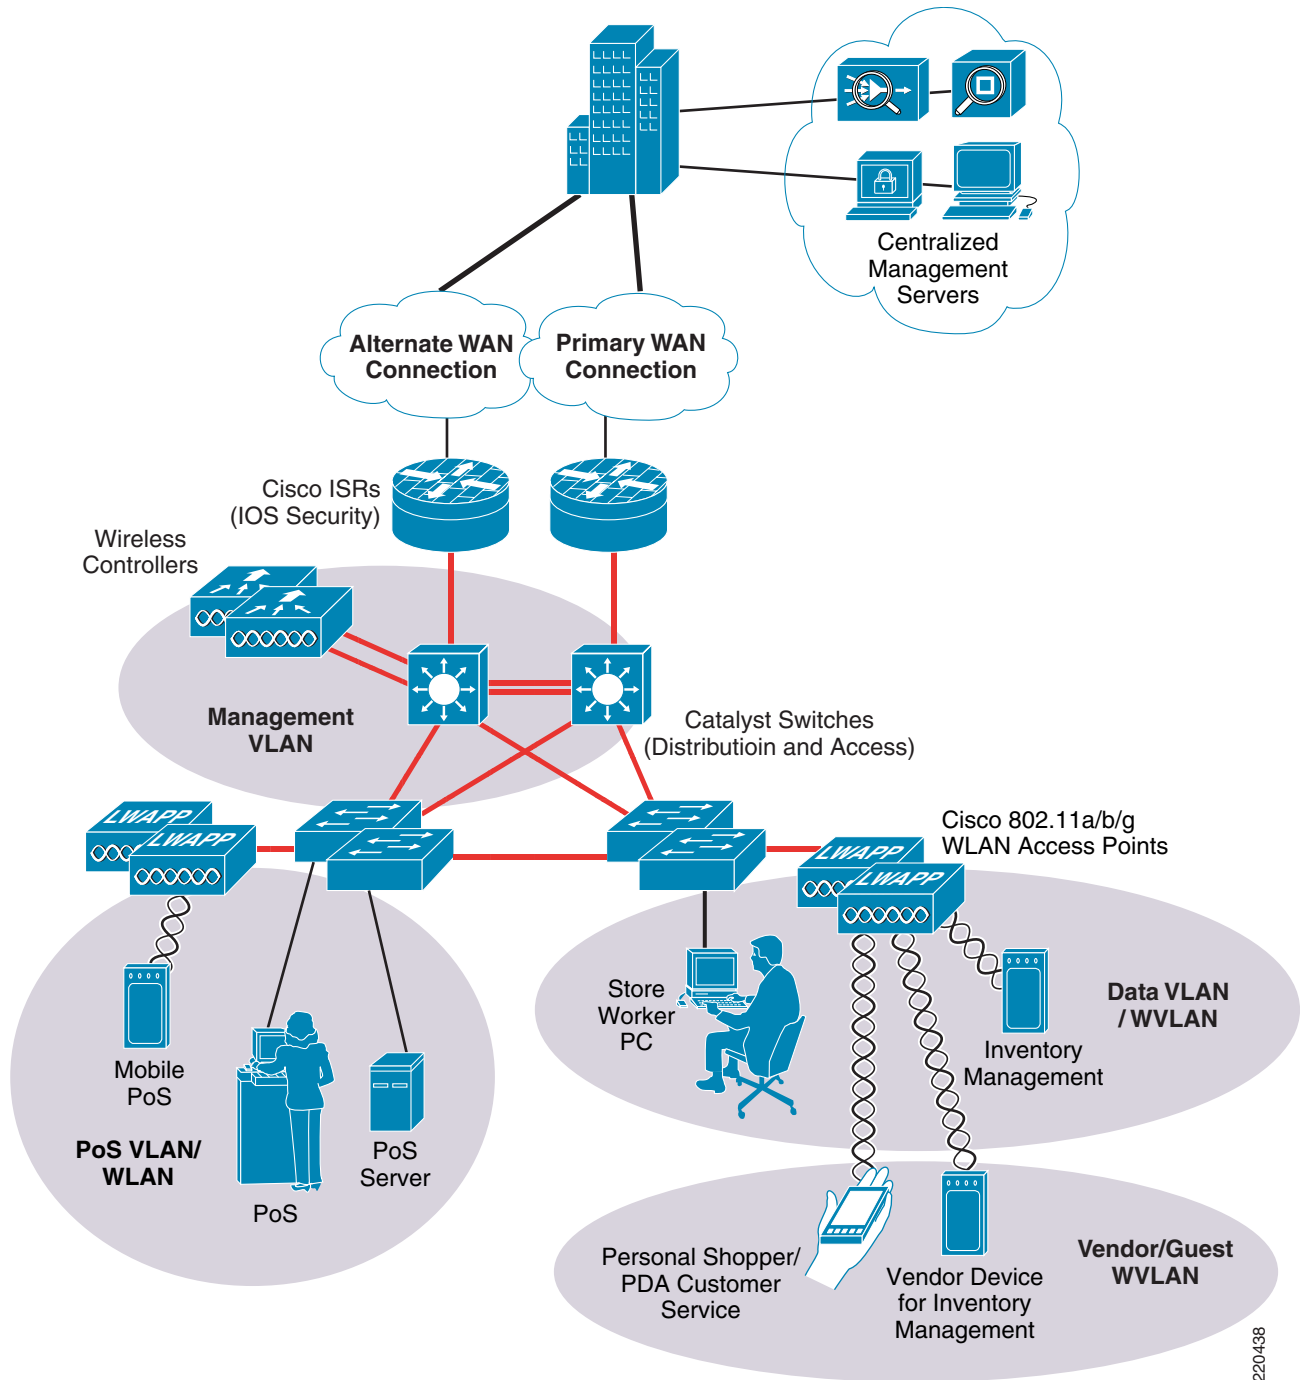 Centralized
Management
Servers
Alternate WAN
Connection
Primary WAN
Connection
Cisco ISRs
(IOS Security)
Wireless
Controllers
Management
VLAN
Catalyst Switches
(Distributioin and Access)
LWAPP
LWAPP
LWAPP
LWAPP
Cisco 802.11a/b/g
WLAN Access Points
Mobile
PoS
PoS VLAN/
WLAN
PoS
PoS
Server
Store
Worker
PC
Data VLAN
/ WVLAN
Inventory
Management
Personal Shopper/
PDA Customer
Service
Vendor Device
for Inventory
Management
Vendor/Guest
WVLAN
220438